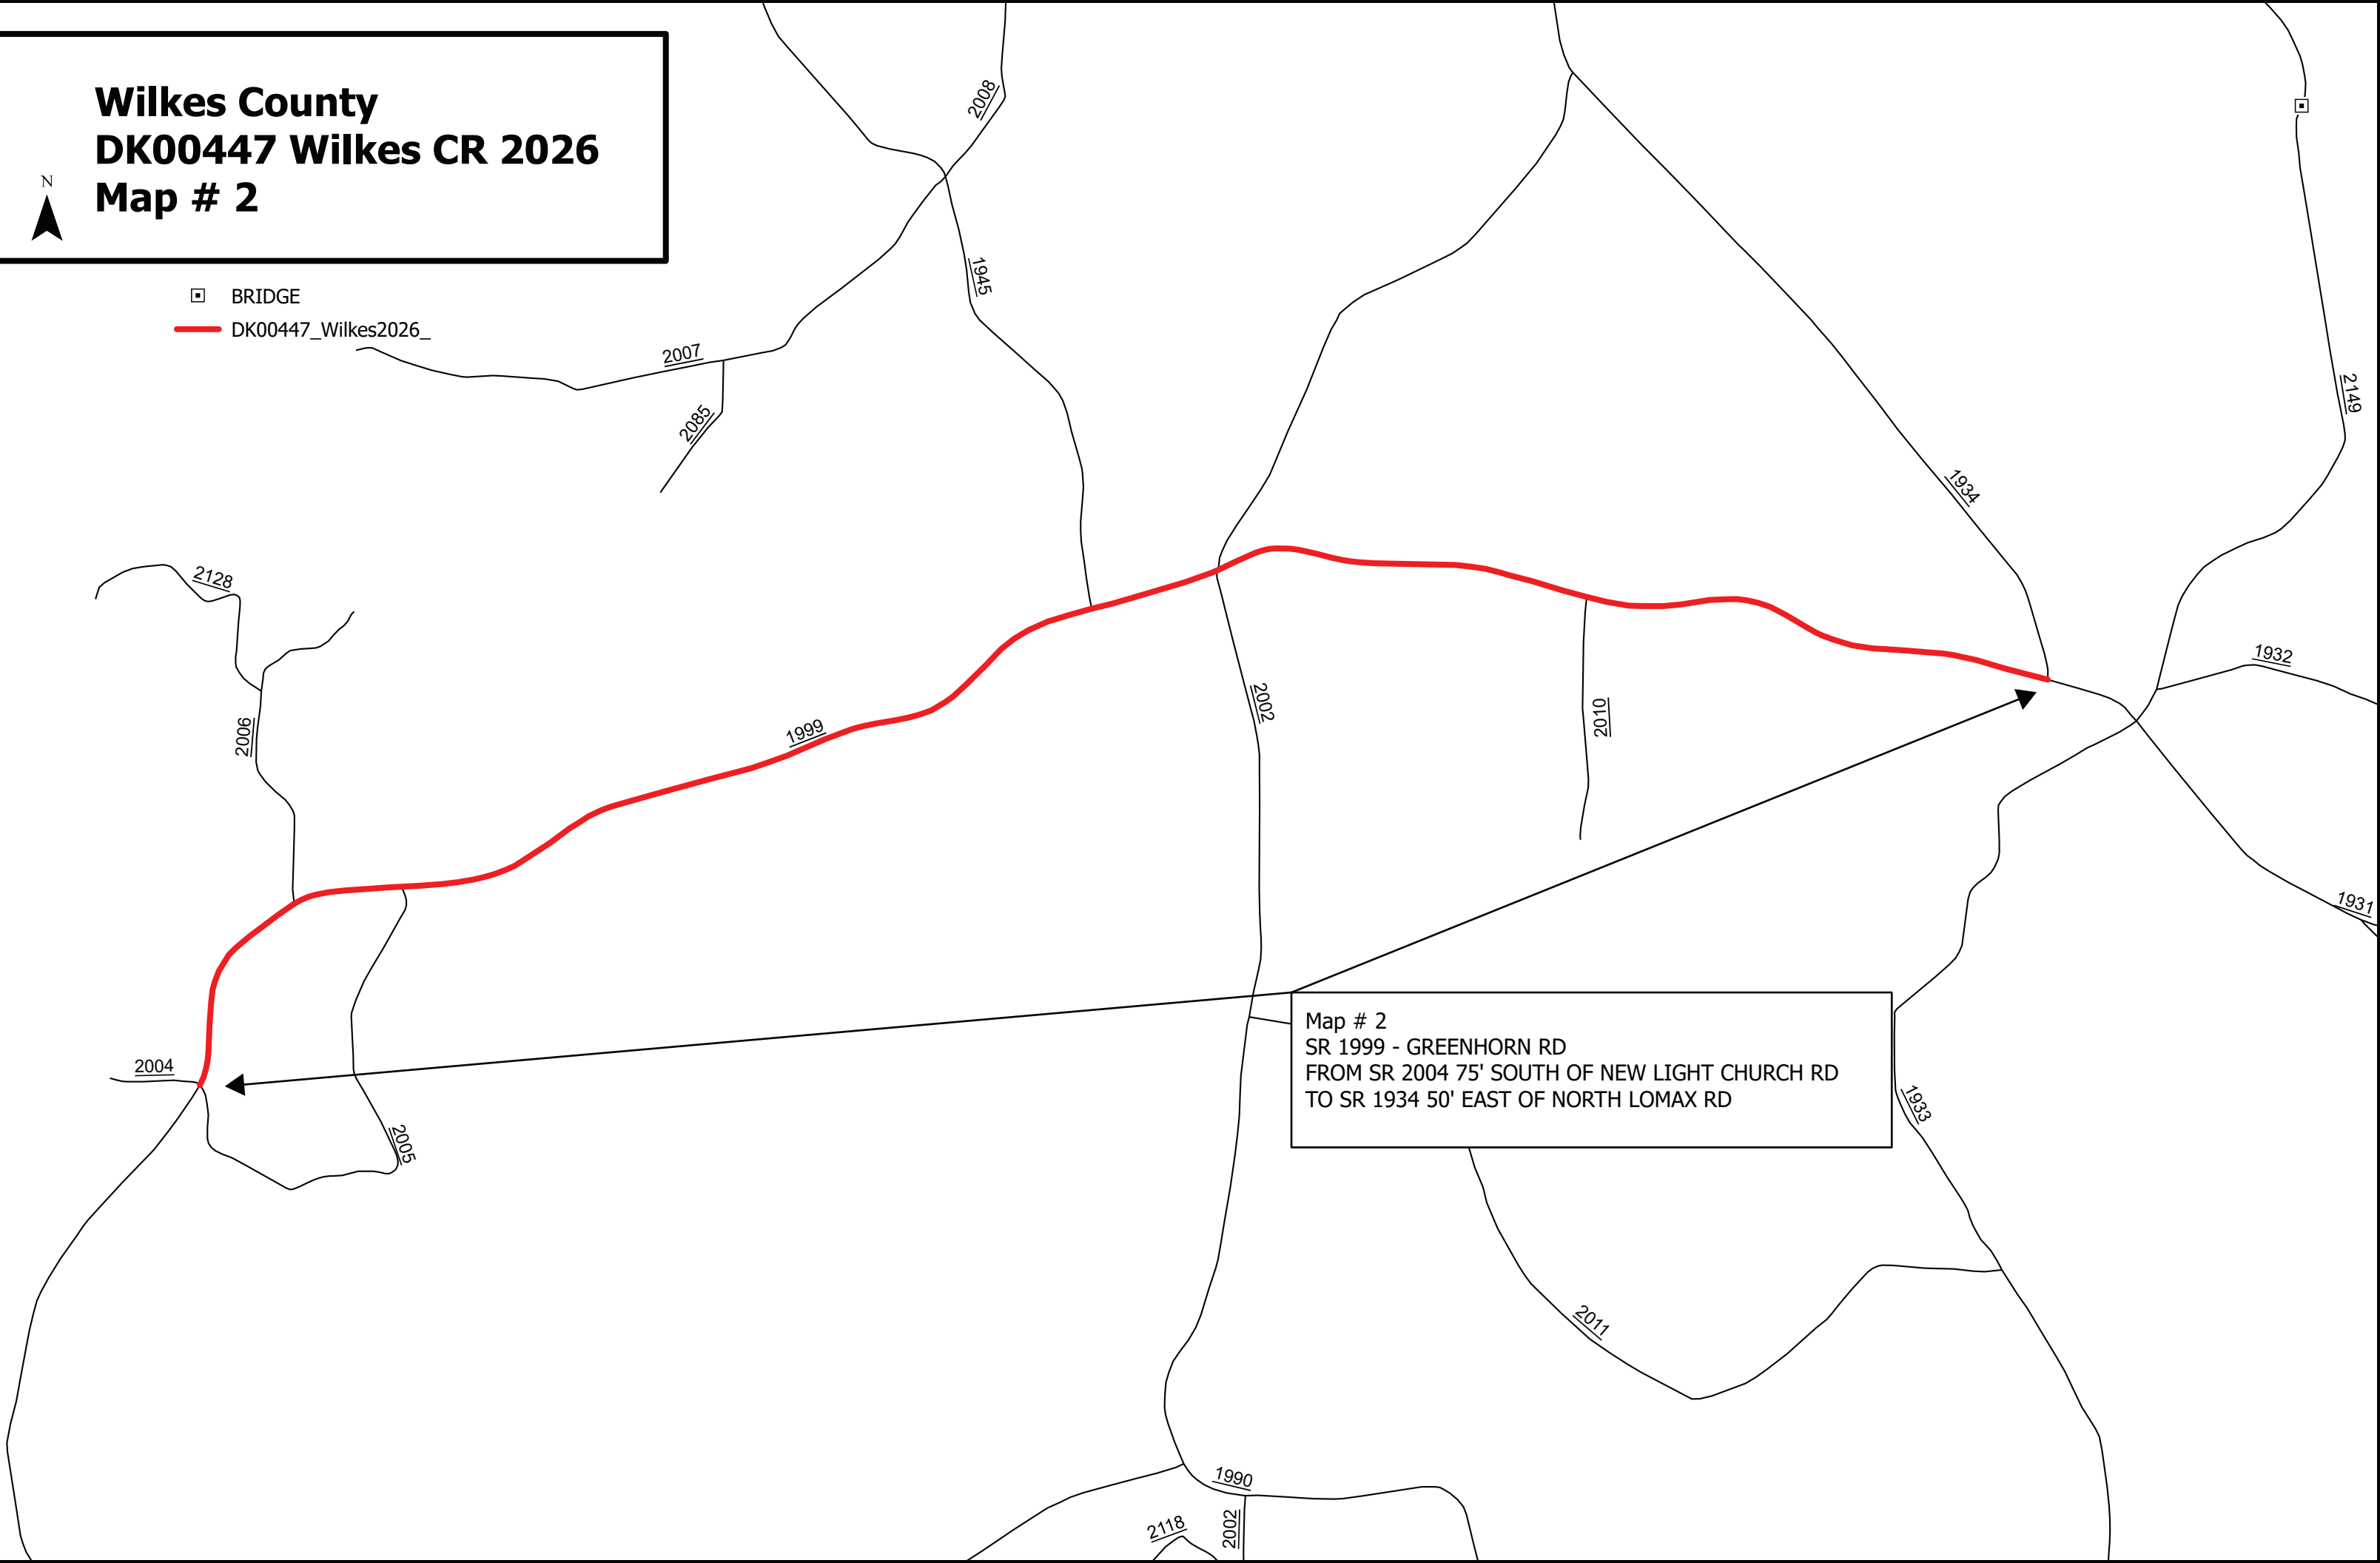 Wilkes County
DK00447 Wilkes CR 2026
Map # 2
N
BRIDGE
DK00447_Wilkes2026_
2008
1945
2007
2085
2149
1934
2128
1932
2006
1999
2002
2010
1931
Map # 2
SR 1999 - GREENHORN RD
FROM SR 2004 75' SOUTH OF NEW LIGHT CHURCH RD
TO SR 1934 50' EAST OF NORTH LOMAX RD
2004
2005
1933
2011
1990
2118
2002